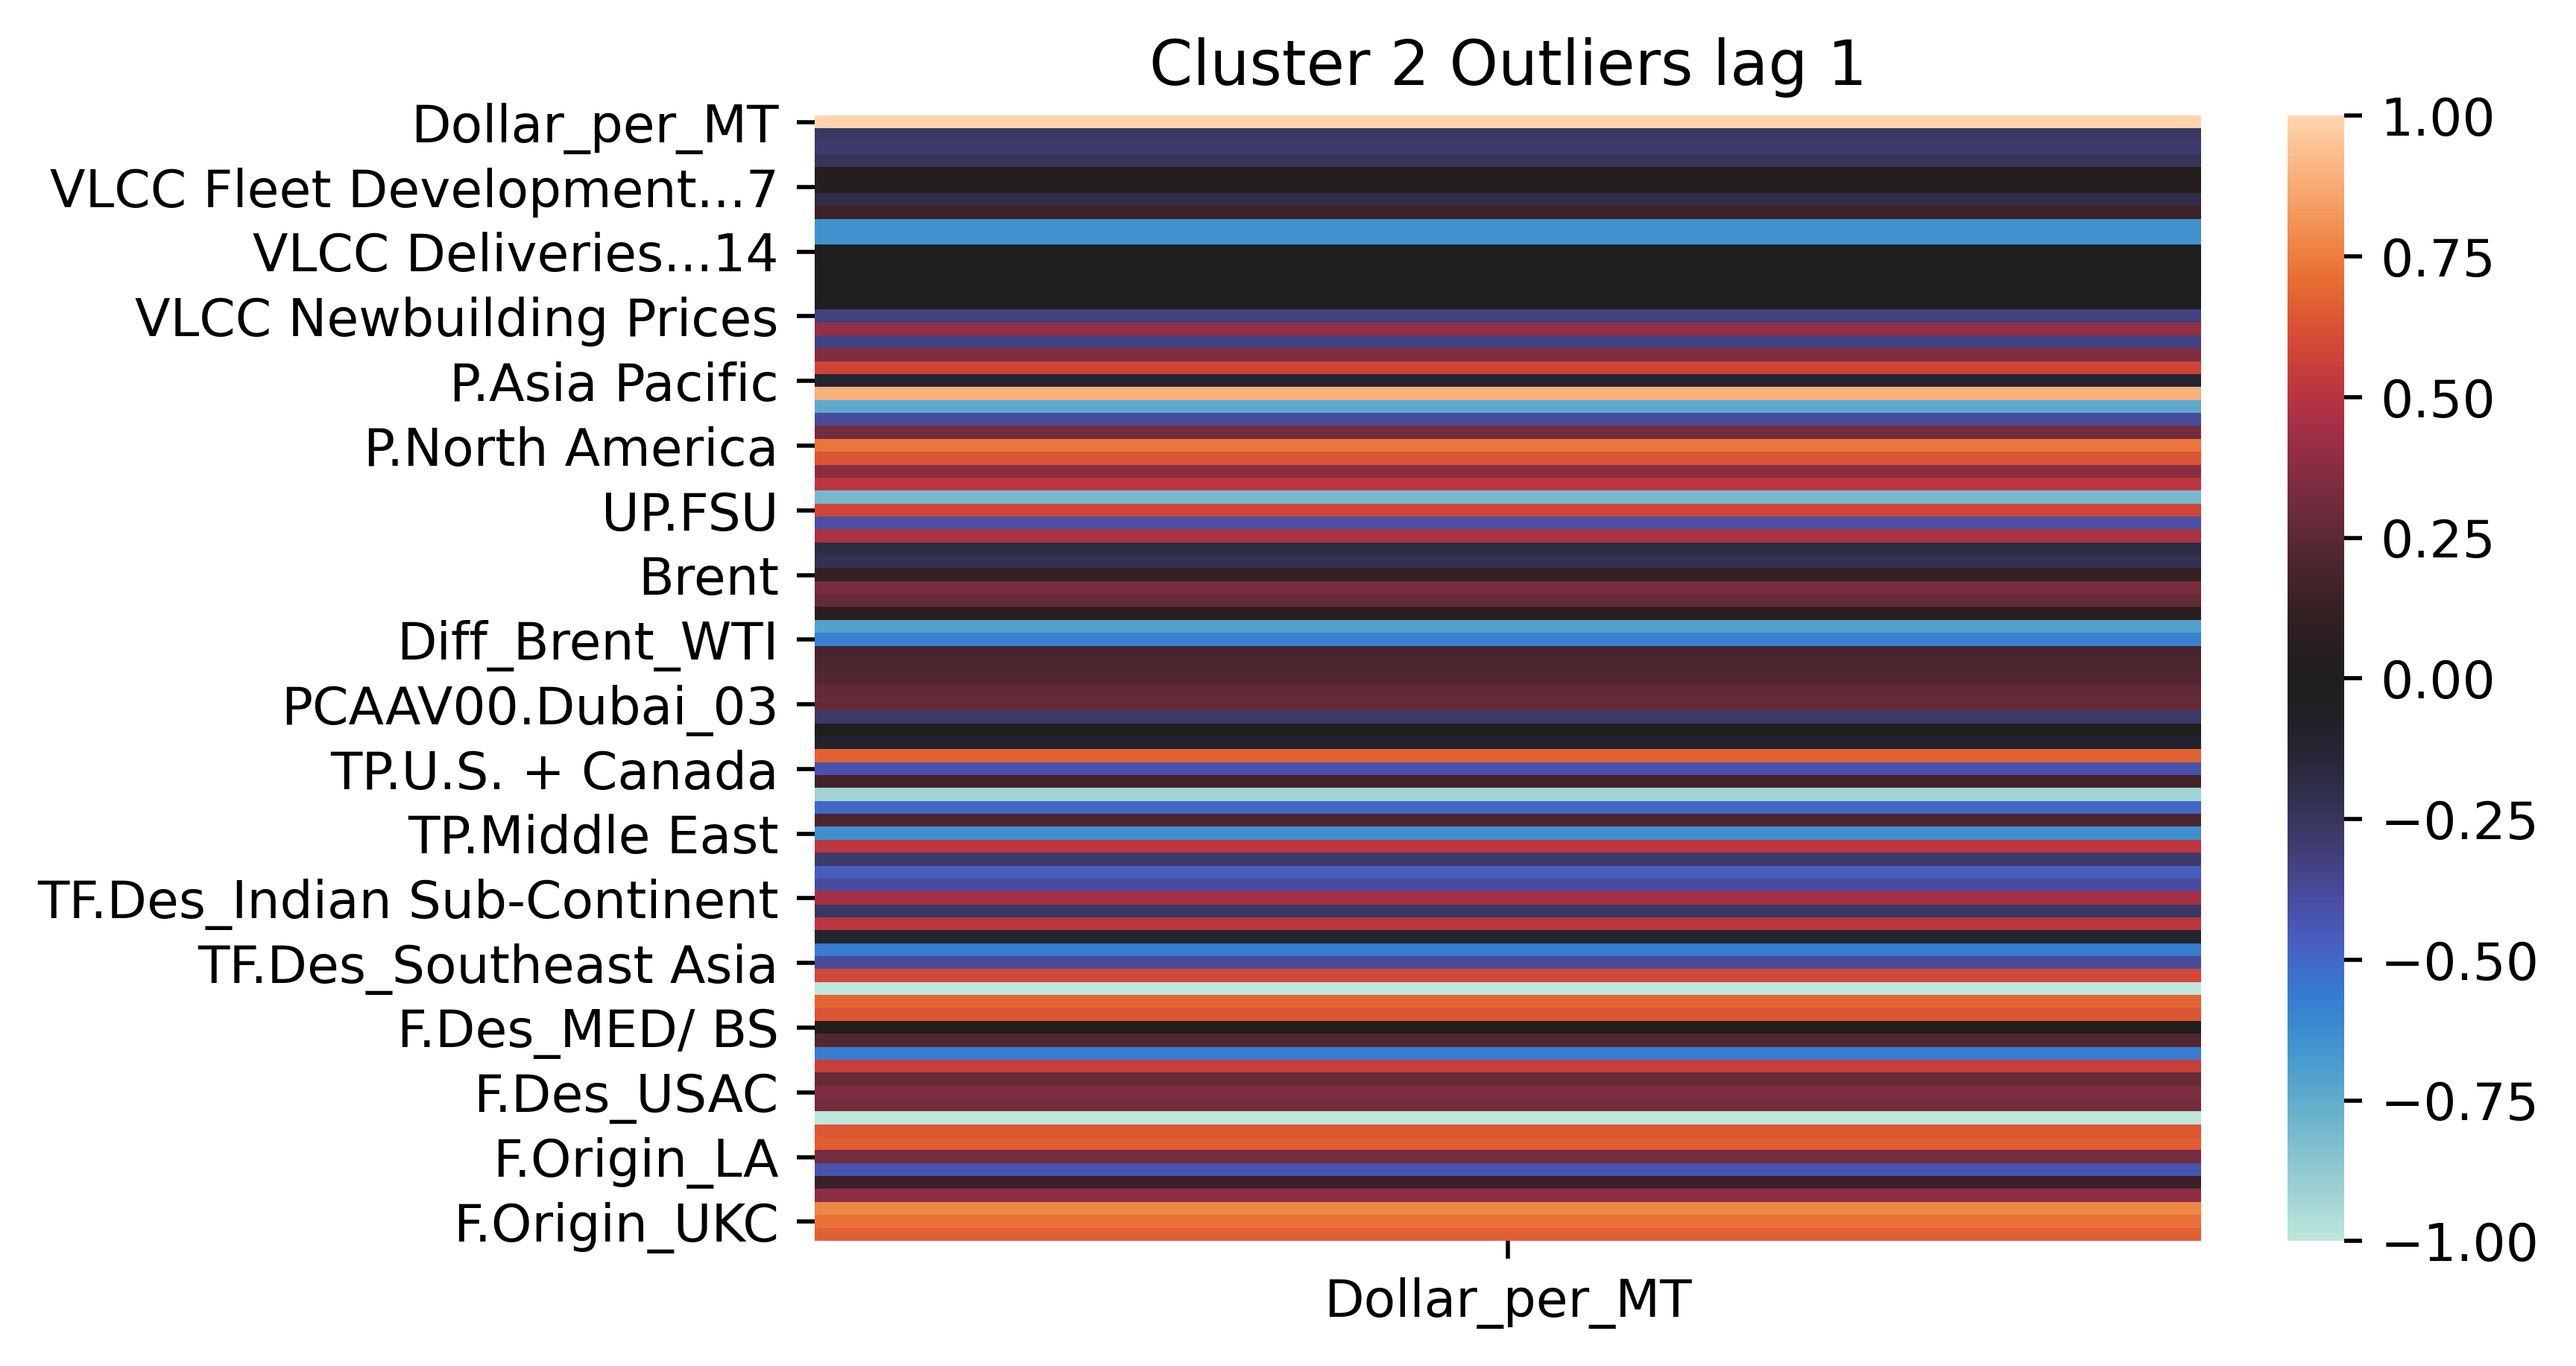 Cluster 2 Outliers lag 1
Dollar_per_MT
VLCC Fleet Development...7
VLCC Deliveries...14
VLCC Newbuilding Prices
P.Asia Pacific
P.North America
UP.FSU
Brent
Diff_Brent_WTI
PCAAV00.Dubai_03
TP.U.S. + Canada
TP.Middle East
TF.Des_Indian Sub-Continent
TF.Des_Southeast Asia
F.Des_MED/ BS
F.Des_USAC
F.Origin_LA
F.Origin_UKC
Dollar_per_MT
1.00
0.75
0.50
0.25
0.00
−0.25
−0.50
−0.75
−1.00